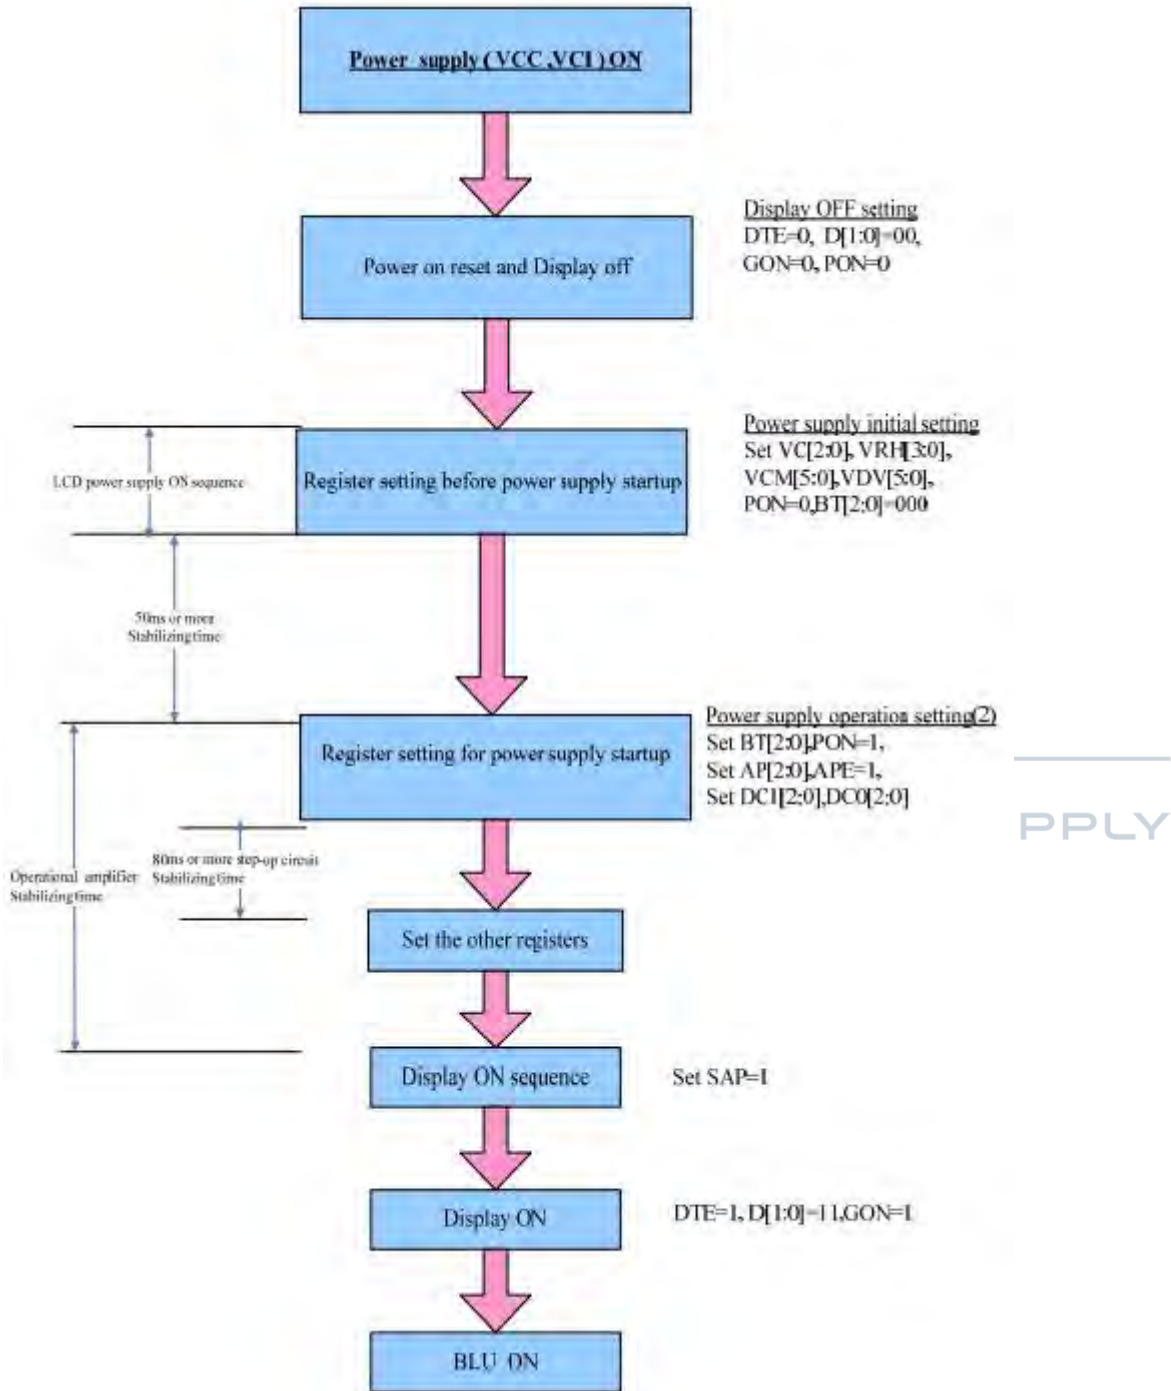 Power supply ( VCC ,VCI ) ON
Power on reset and Display off
Display OFF setting
DTE=0, D[1:0]=00,
GON=0, PON=0
LCD power supply ON sequence
Register setting before power supply startup
Power supply initial setting
Set VC[2:0], VRH[3:0],
VCM[5:0],VDV[5:0],
PON=0,BT[2:0]=000
50ms or more
Stabilizing time
Register setting for power supply startup
Power supply operation setting(2)
Set BT[2:0],PON=1,
Set AP[2:0],APE=1,
Set DC1[2:0],DC0[2:0]
PPLY
80ms or more step-up circuit
Stabilizing time
Operational amplifier
Stabilizing time
Set the other registers
Display ON sequence
Set SAP=1
Display ON
DTE=1, D[1:0]=11,GON=1
BLU ON